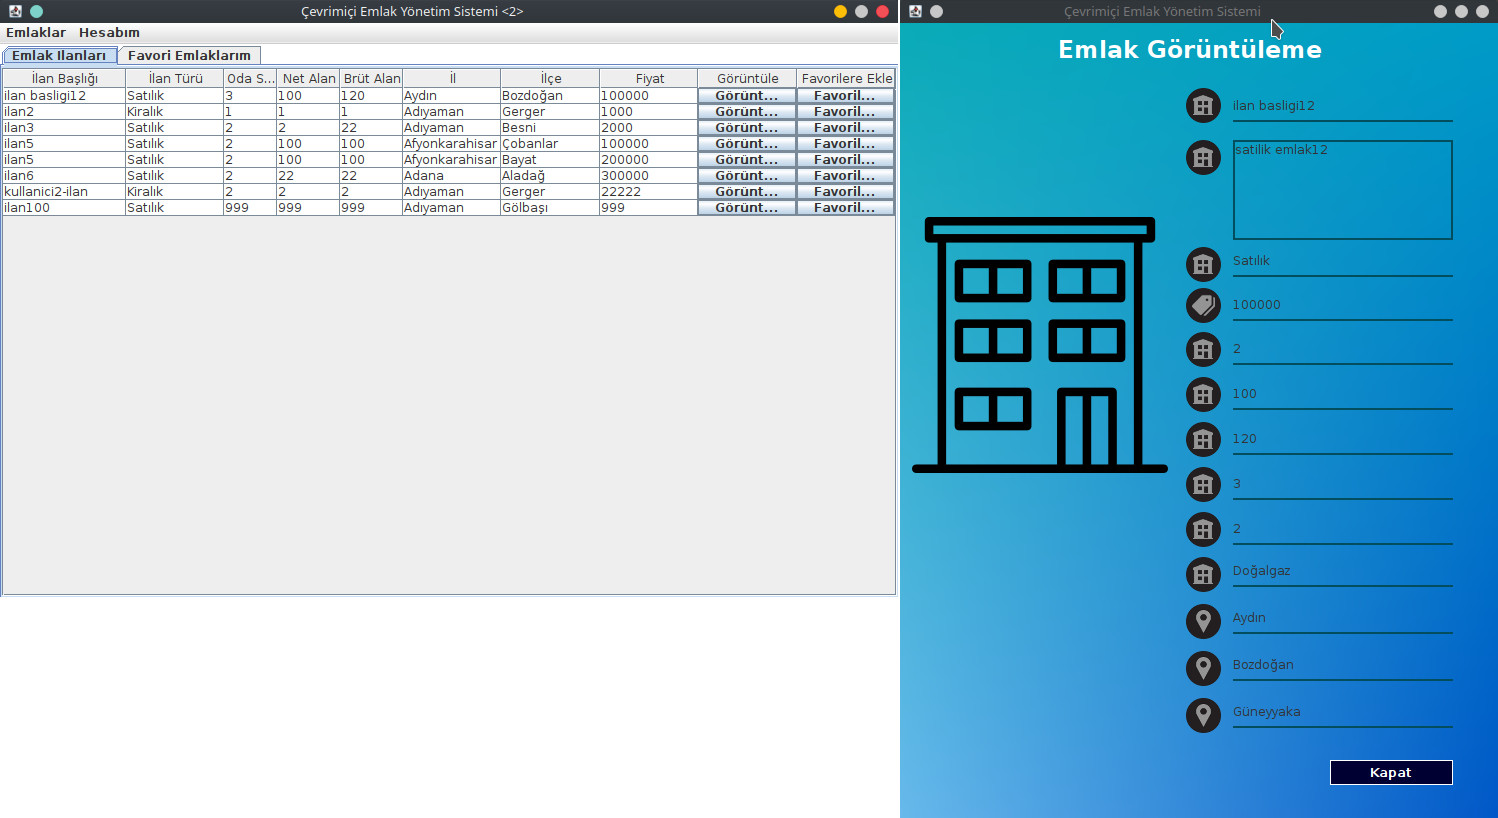 Çevrimiçi Emlak Yönetim Sistemi <2>
Emlaklar Hesabım
Emlak Ilanları Favori Emlaklarım
İlan Başlığı İlan Türü Oda S... Net Alan Brüt Alan İl İlçe Fiyat Görüntüle Favorilere Ekle
ilan basligi12 Satılık 3 100 120 Aydın Bozdoğan 100000 Görünt... Favoril...
ilan2 Kiralık 1 1 1 Adıyaman Gerger 1000 Görünt... Favoril...
ilan3 Satılık 2 2 22 Adıyaman Besni 2000 Görünt... Favoril...
ilan5 Satılık 2 100 100 Afyonkarahisar Çobanlar 100000 Görünt... Favoril...
ilan5 Satılık 2 100 100 Afyonkarahisar Bayat 200000 Görünt... Favoril...
ilan6 Satılık 2 22 22 Adana Aladağ 300000 Görünt... Favoril...
kullanici2-ilan Kiralık 2 2 2 Adıyaman Gerger 22222 Görünt... Favoril...
ilan100 Satılık 999 999 999 Adıyaman Gölbaşı 999 Görünt... Favoril...
Çevrimiçi Emlak Yönetim Sistemi
Emlak Görüntüleme
ilan basligi12
satilik emlak12
Satılık
100000
2
100
120
3
2
Doğalgaz
Aydın
Bozdoğan
Güneyyaka
Kapat